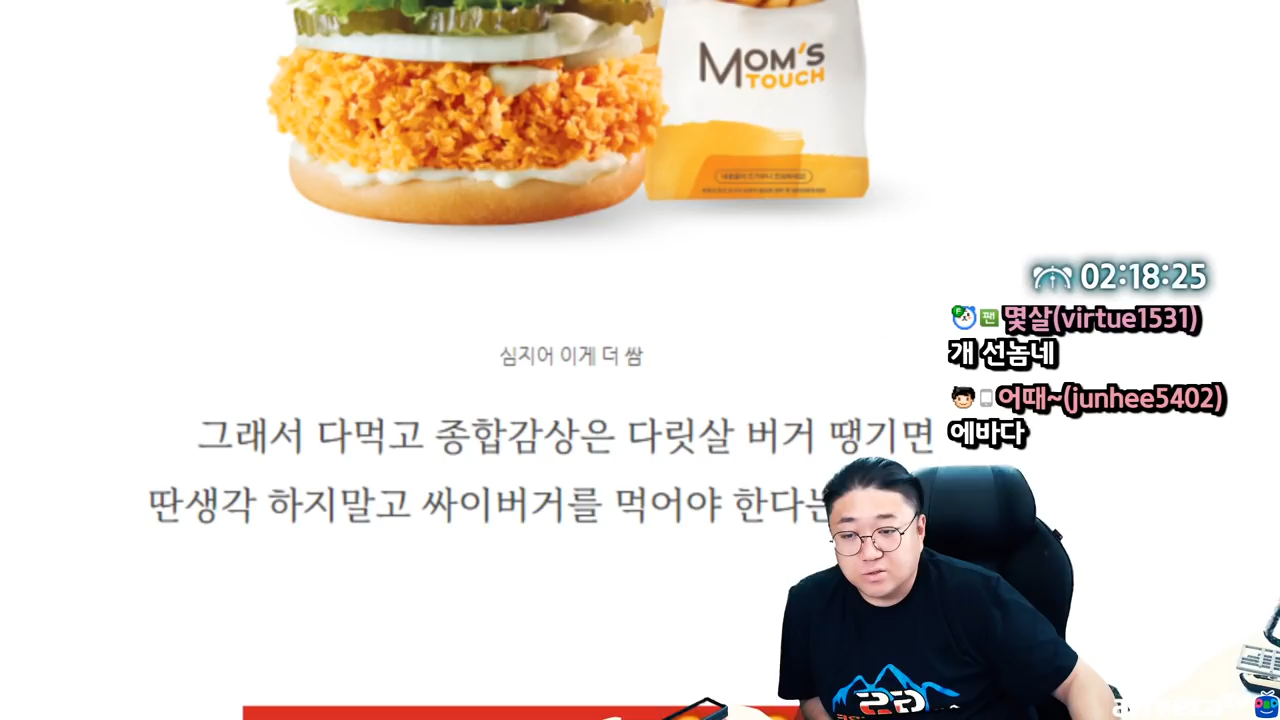 MOM'S
TOUCH
02:18:25
팬 몇살(virtue1531)
개 선놈네
심지어 이게 더 쌈
어때~(junhee5402)
에바다
그래서 다먹고 종합감상은 다릿살 버거 땡기면
딴생각 하지말고 싸이버거를 먹어야 한다는